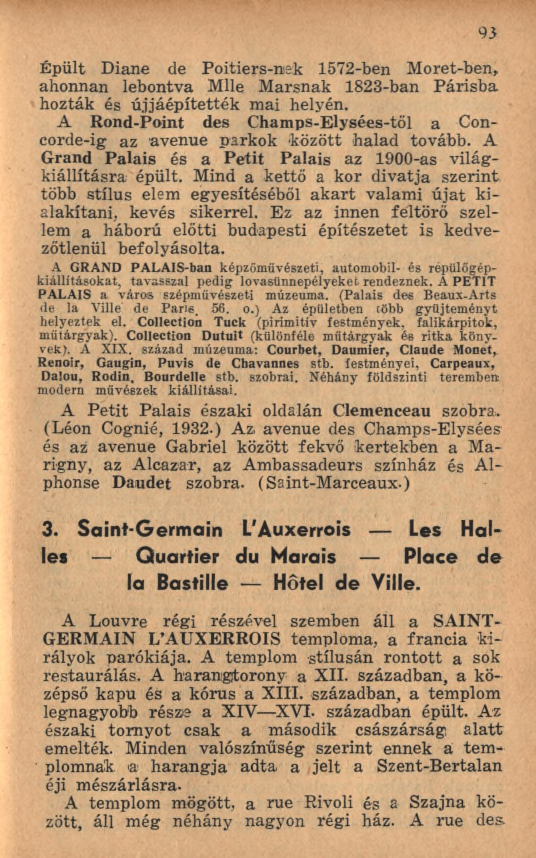 93
Épült Diane de Poitiers-nek 1572-ben Moret-ben,
ahonnan lebontva Mlle Marsnak 1823-ban Párisba
hozták és újjáépítették mai helyén.
A Rond-Point des Champs-Elysées-től a Con-
corde-ig az avenue parkok között halad tovább. A
Grand Palais és a Petit Palais az 1900-as világ-
kiállításra épült. Mind a kettő a kor divatja szerint
több stílus elem egyesítéséből akart valami újat ki-
alakítani, kevés sikerrel. Ez az innen feltörő szel-
lem a háború előtti budapesti építészetet is kedve-
zőtlenül befolyásolta.
A GRAND PALAIS-ban képzőművészeti, automobil- és repülőgép-
kiállításokat, tavasszal pedig lovasünnepélyeket rendeznek. A PETIT
PALAIS a város szépművészeti múzeuma. (Palais des Beaux-Arts
de la Ville de Paris. 56. o.) Az épületben több gyüjteményt
helyeztek el. Collection Tuck (pirimitív festmények, falikárpitok,
műtárgyak). Collection Dutuit (különféle műtárgyak és ritka köny-
vek). A XIX. század múzeuma: Courbet, Daumier, Claude Monet,
Renoir, Gaugin, Puvis de Chavannes stb. festményei, Carpeaux,
Dalou, Rodin, Bourdelle stb. szobrai. Néhány földszinti teremben
modern művészek kiállításai.
A Petit Palais északi oldalán Clemenceau szobra.
(Léon Cognié, 1932.) Az avenue des Champs-Elysées
és az avenue Gabriel között fekvő kertekben a Ma-
rigny, az Alcazar, az Ambassadeurs színház és Al-
phonse Daudet szobra. (Saint-Marceaux.)
3. Saint-Germain L'Auxerrois — Les Hal-
les — Quartier du Marais — Place de
la Bastille — Hôtel de Ville.
A Louvre régi részével szemben áll a SAINT-
GERMAIN L'AUXERROIS temploma, a francia ki-
rályok parókiája. A templom stílusán rontott a sok
restaurálás. A harangtorony a XII. században, a kö-
zépső kapu és a kórus a XIII. században, a templom
legnagyobb része a XIV—XVI. században épült. Az
északi tornyot csak a második császárság alatt
emelték. Minden valószínűség szerint ennek a tem-
plomnak a harangja adta a jelt a Szent-Bertalan
éji mészárlásra.
A templom mögött, a rue Rivoli és a Szajna kö-
zött, áll még néhány nagyon régi ház. A rue des